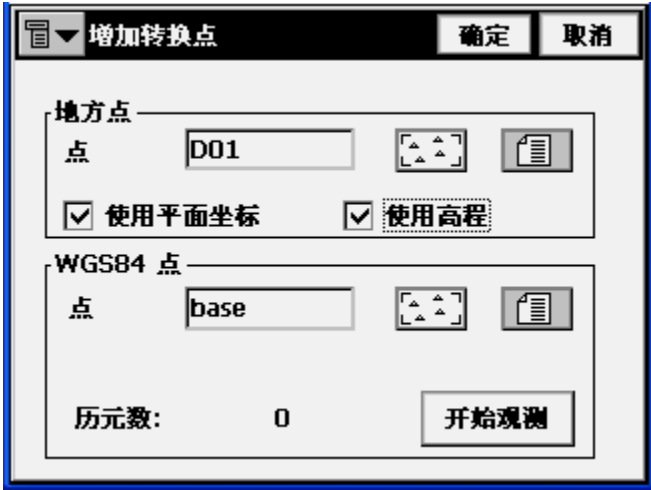 增加转换点 确定 取消
地方点
点 D01
使用平面坐标 使用高程
WGS84 点
点 base
历元数: 0 开始观测